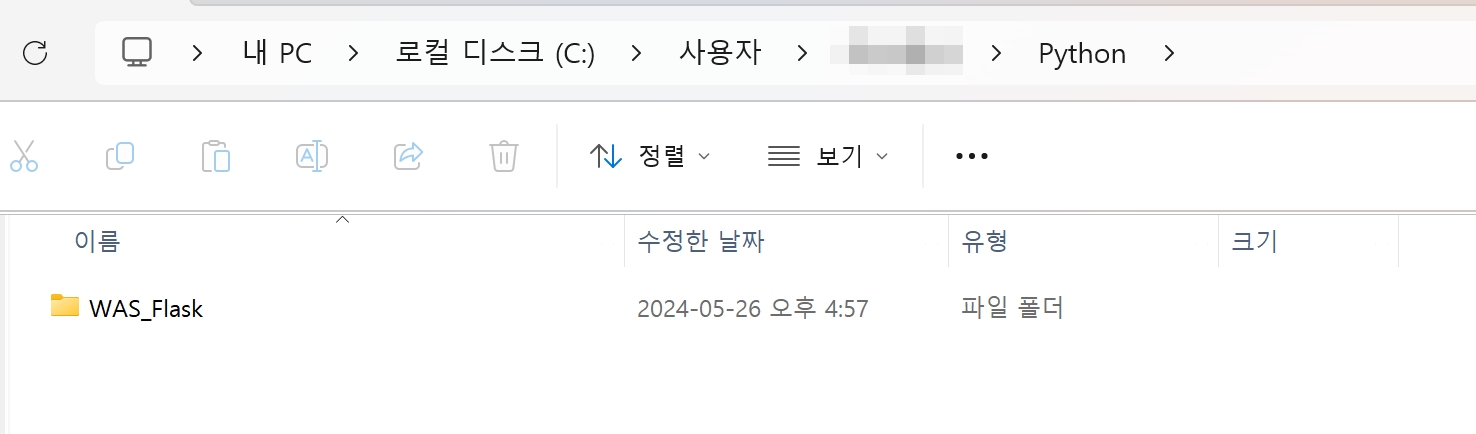 내 PC 로컬 디스크 (C:) 사용자 Python
정렬 보기
이름 수정한 날짜 유형 크기
WAS_Flask 2024-05-26 오후 4:57 파일 폴더